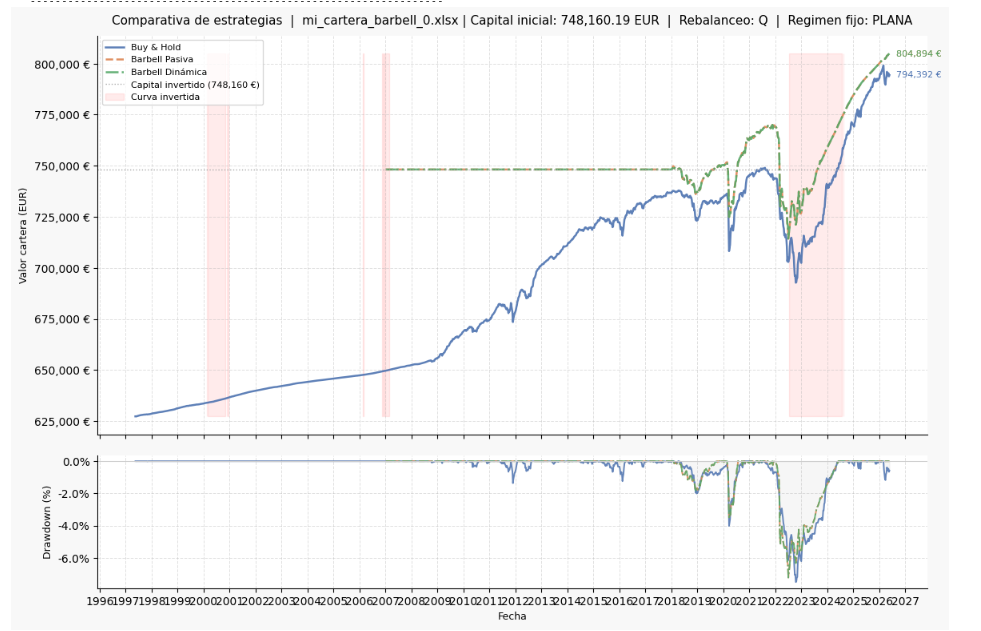 Comparativa de estrategias | mi_cartera_barbell_0.xlsx | Capital inicial: 748,160.19 EUR | Rebalanceo: Q | Regimen fijo: PLANA
Buy & Hold
Barbell Pasiva
Barbell Dinámica
Capital invertido (748,160 €)
Curva invertida
804,894 €
794,392 €
Valor cartera (EUR)
800,000 €
775,000 €
750,000 €
725,000 €
700,000 €
675,000 €
650,000 €
625,000 €
Drawdown (%)
0.0%
-2.0%
-4.0%
-6.0%
1996 1997 1998 1999 2000 2001 2002 2003 2004 2005 2006 2007 2008 2009 2010 2011 2012 2013 2014 2015 2016 2017 2018 2019 2020 2021 2022 2023 2024 2025 2026 2027
Fecha